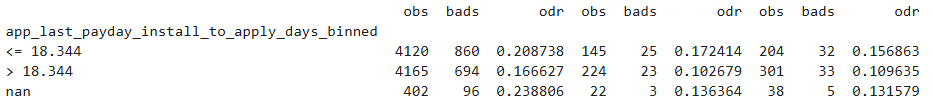 obs bads odr obs bads odr obs bads odr
app_last_payday_install_to_apply_days_binned
<= 18.344 4120 860 0.208738 145 25 0.172414 204 32 0.156863
> 18.344 4165 694 0.166627 224 23 0.102679 301 33 0.109635
nan 402 96 0.238806 22 3 0.136364 38 5 0.131579